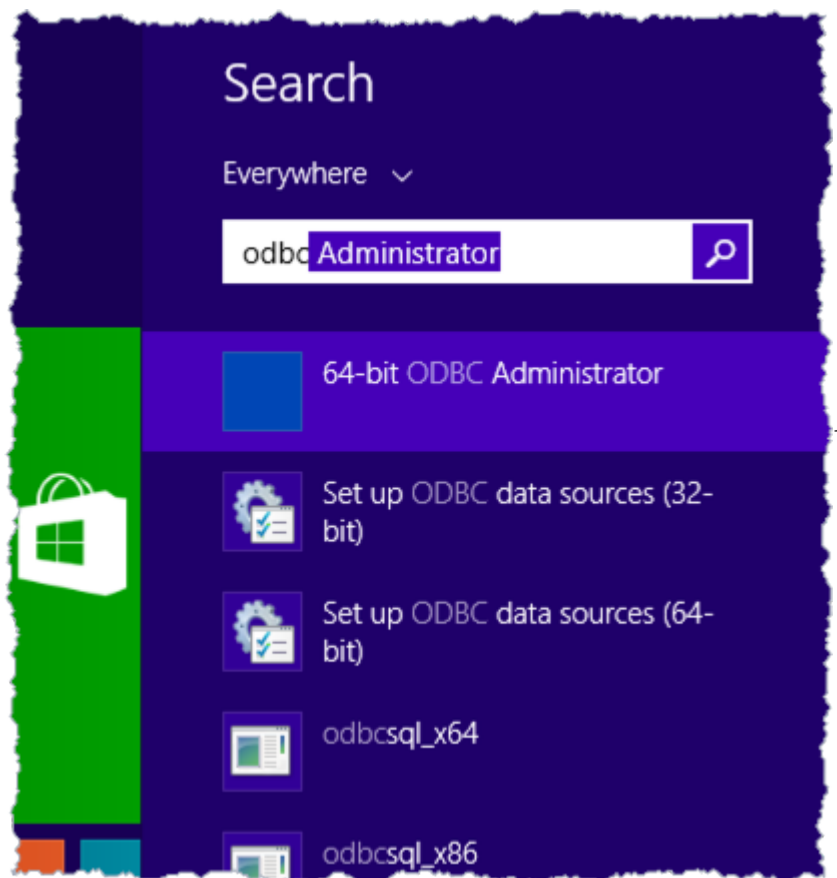 Search
Everywhere
odbc Administrator
64-bit ODBC Administrator
Set up ODBC data sources (32-
bit)
Set up ODBC data sources (64-
bit)
odbcsql_x64
odbcsql_x86